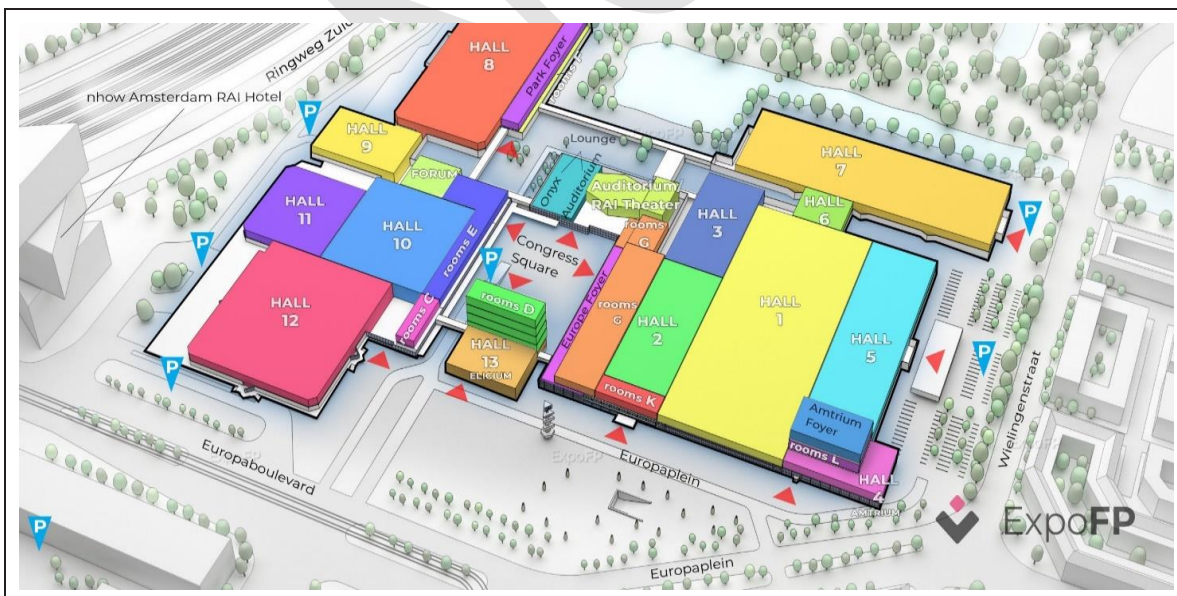 Ringweg Zuid
nhow Amsterdam RAI Hotel
HALL
8
Park Foyer
P
HALL
9
FORUM
Lounge
ExpoFP
Onyx
Auditorium
Auditorium
RAI Theater
HALL
7
HALL
6
P
HALL
11
HALL
10
rooms E
P
Congress
Square
rooms G
HALL
3
P
rooms D
HALL
12
rooms C
HALL
13
ELICIUM
Europe Foyer
rooms
G
HALL
2
rooms K
HALL
1
HALL
5
P
Wielingenstraat
P
Amtrium
Foyer
rooms L
HALL
4
AMTRIUM
Europaboulevard
Europaplein
ExpoFP
ExpoFP
P
Europaplein
ExpoFP